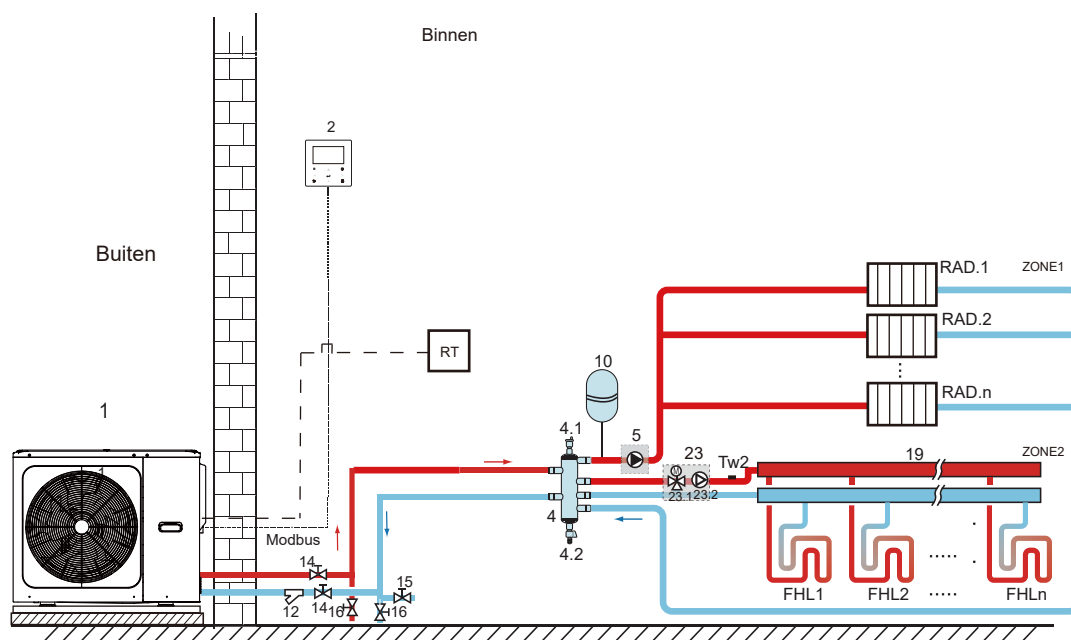 Binnen
2
Buiten
RAD.1
ZONE1
RAD.2
RT
10
RAD.n
1
4.1
5
23
Tw2
19
ZONE2
M
23.1
23.2
4
4.2
1
Modbus
14
12
14
16
16
15
FHL1
FHL2
FHLn